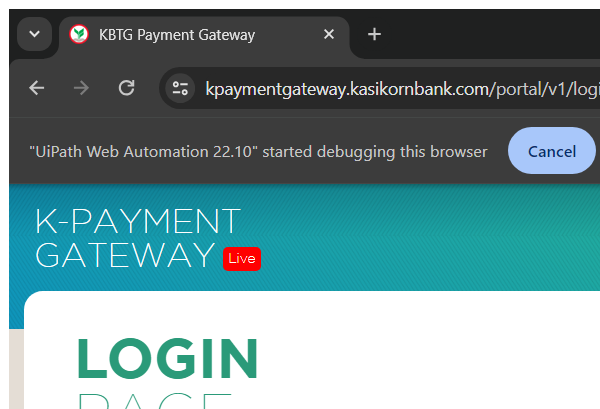 KBTG Payment Gateway
kpaymentgateway.kasikornbank.com/portal/v1/logi
"UiPath Web Automation 22.10" started debugging this browser
Cancel
K-PAYMENT
GATEWAY Live
LOGIN
PAGE